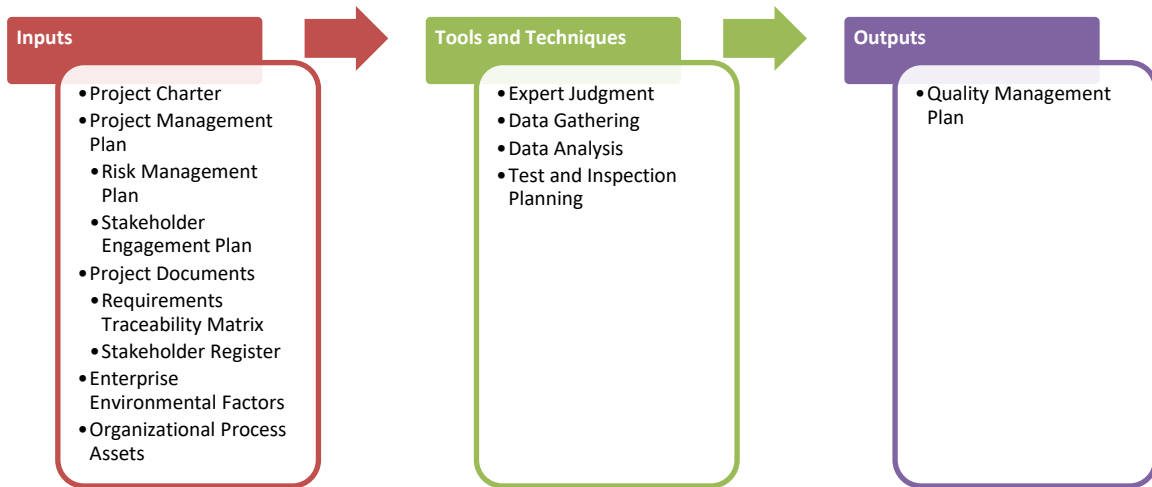 Inputs
•Project Charter
•Project Management
Plan
•Risk Management
Plan
•Stakeholder
Engagement Plan
•Project Documents
•Requirements
Traceability Matrix
•Stakeholder Register
•Enterprise
Environmental Factors
•Organizational Process
Assets
Tools and Techniques
•Expert Judgment
•Data Gathering
•Data Analysis
•Test and Inspection
Planning
Outputs
•Quality Management
Plan